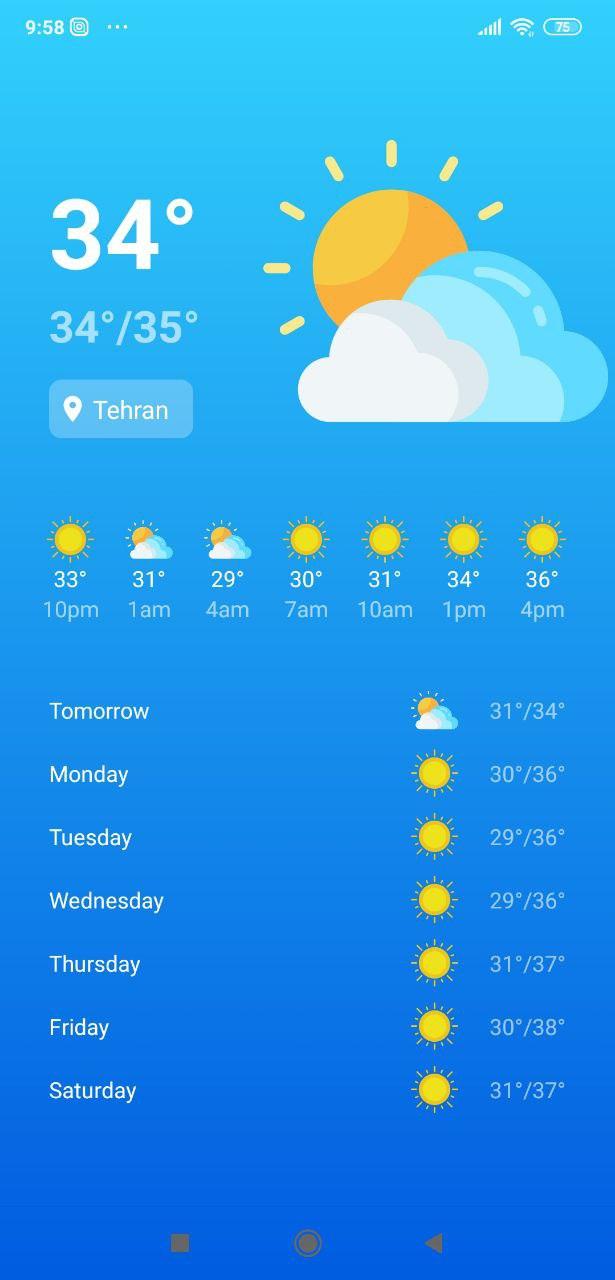 9:58 ... 75
34°
34°/35°
Tehran
33° 31° 29° 30° 31° 34° 36°
10pm 1am 4am 7am 10am 1pm 4pm
Tomorrow 31°/34°
Monday 30°/36°
Tuesday 29°/36°
Wednesday 29°/36°
Thursday 31°/37°
Friday 30°/38°
Saturday 31°/37°